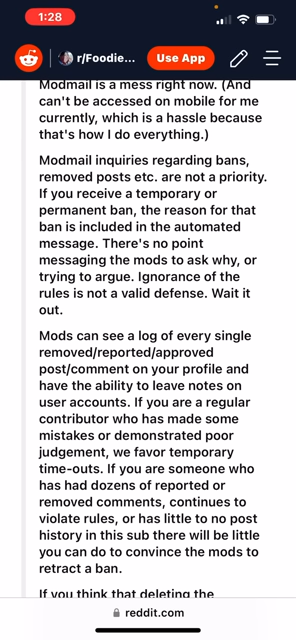 1:28
r/Foodie...
Use App
Modmail is a mess right now. (And
can't be accessed on mobile for me
currently, which is a hassle because
that's how I do everything.)
Modmail inquiries regarding bans,
removed posts etc. are not a priority.
If you receive a temporary or
permanent ban, the reason for that
ban is included in the automated
message. There's no point
messaging the mods to ask why, or
trying to argue. Ignorance of the
rules is not a valid defense. Wait it
out.
Mods can see a log of every single
removed/reported/approved
post/comment on your profile and
have the ability to leave notes on
user accounts. If you are a regular
contributor who has made some
mistakes or demonstrated poor
judgement, we favor temporary
time-outs. If you are someone who
has had dozens of reported or
removed comments, continues to
violate rules, or has little to no post
history in this sub there will be little
you can do to convince the mods to
retract a ban.
If you think that deleting the
reddit.com